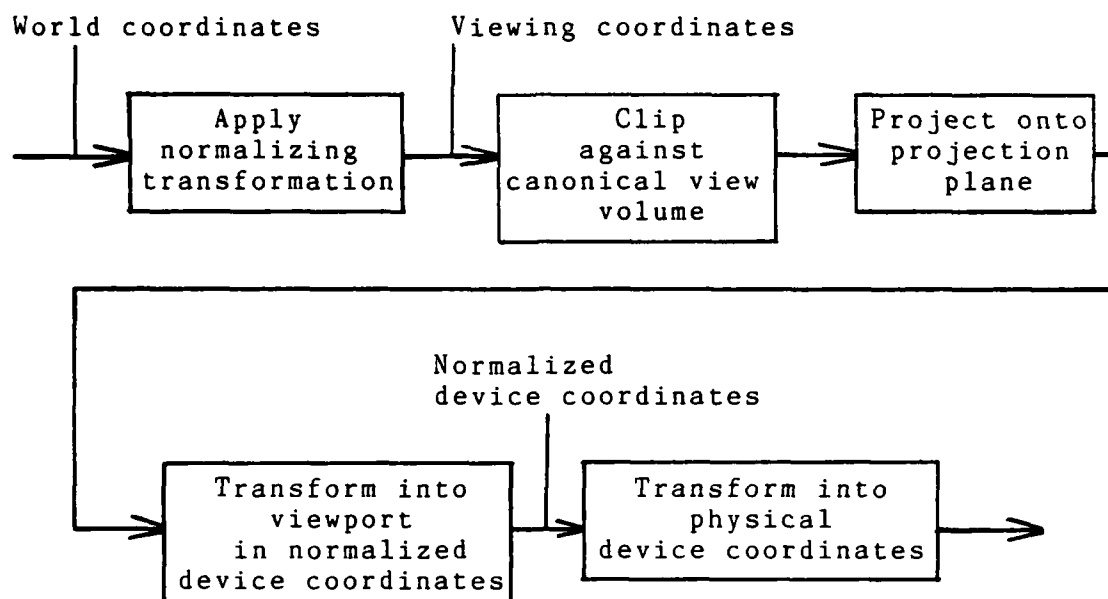 World coordinates
Viewing coordinates
Apply
normalizing
transformation
Clip
against
canonical view
volume
Project onto
projection
plane
Normalized
device coordinates
Transform into
viewport
in normalized
device coordinates
Transform into
physical
device coordinates